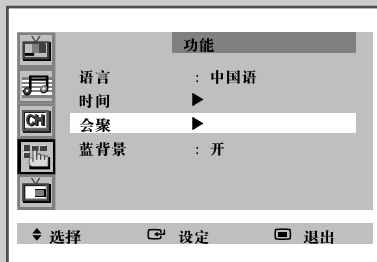 功能
语言 : 中国语
时间 ▶
CH 会聚 ▶
蓝背景 : 开
选择 设定 退出